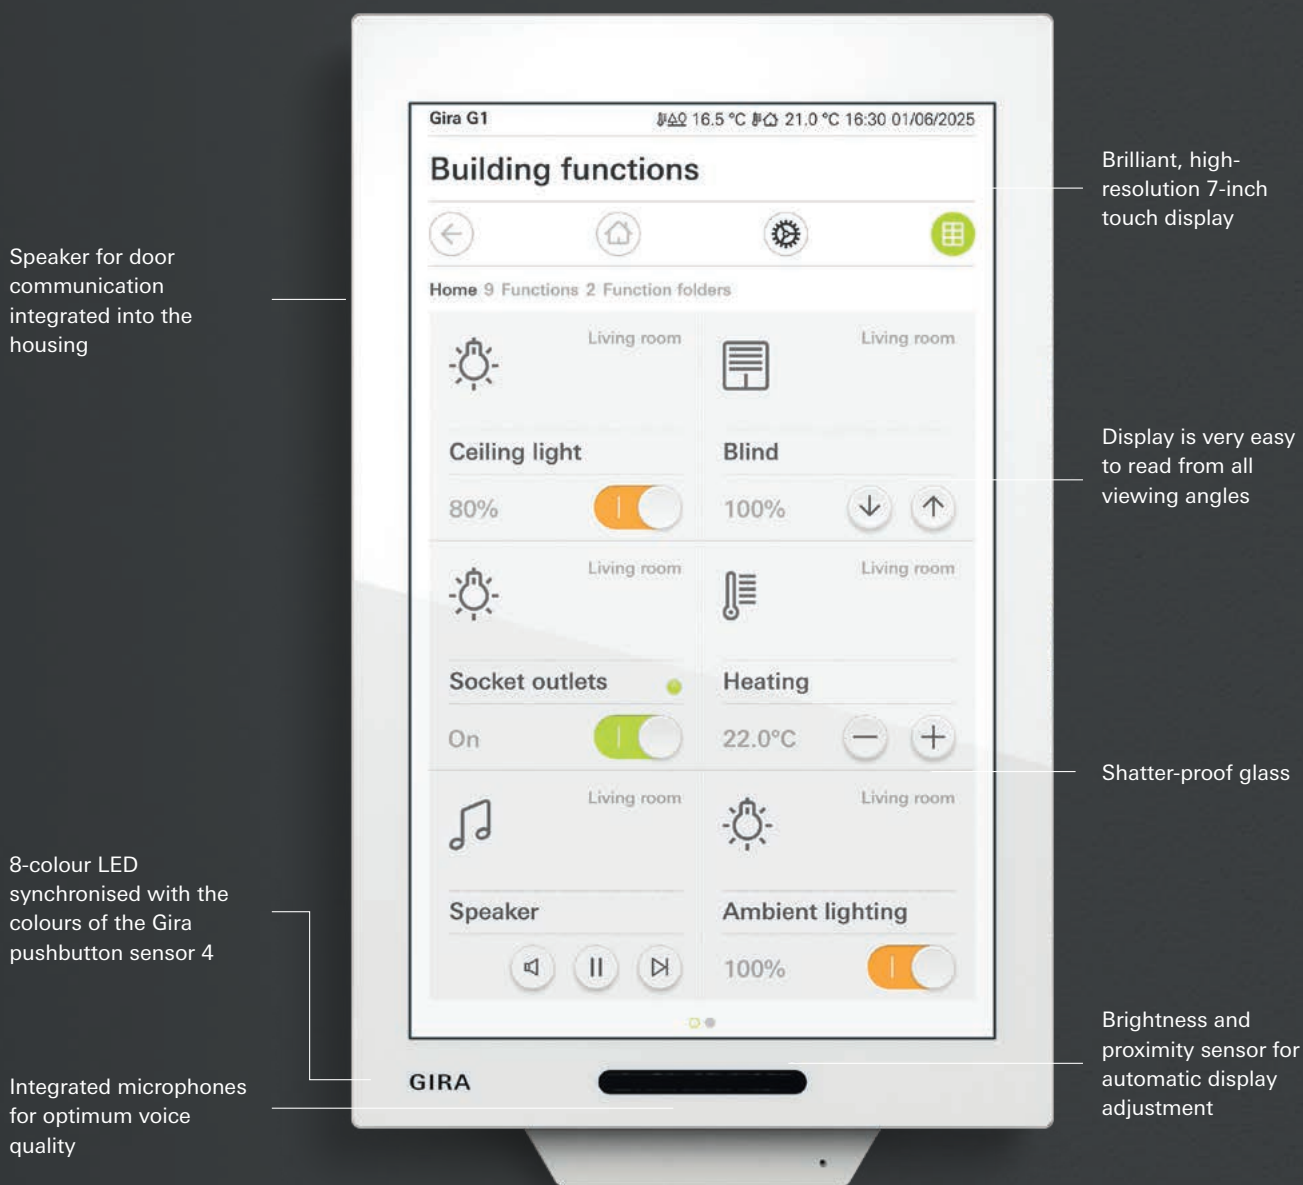 Gira G1
16.5 °C 21.0 °C 16:30 01/06/2025
Building functions
Home 9 Functions 2 Function folders
Living room
Ceiling light
80%
Living room
Blind
100%
Living room
Socket outlets
On
Living room
Heating
22.0°C
Living room
Speaker
Living room
Ambient lighting
100%
GIRA
Speaker for door
communication
integrated into the
housing
8-colour LED
synchronised with the
colours of the Gira
pushbutton sensor 4
Integrated microphones
for optimum voice
quality
Brilliant, high-
resolution 7-inch
touch display
Display is very easy
to read from all
viewing angles
Shatter-proof glass
Brightness and
proximity sensor for
automatic display
adjustment